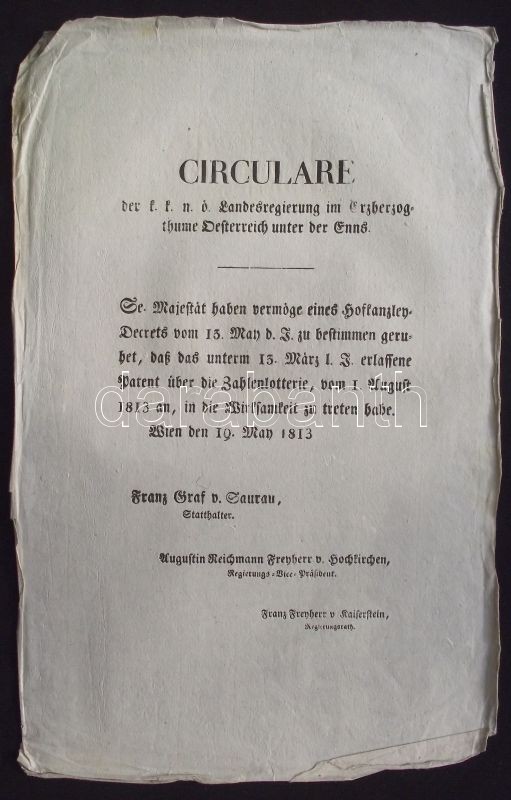 CIRCULARE
der k. k. n. ö. Landesregierung im Erzherzog-
thume Oesterreich unter der Enns.
Se. Majestät haben vermöge eines Hofkanzley-
Decrets vom 13. May d. J. zu bestimmen geru-
het, daß das unterm 13. März l. J. erlassene
Patent über die Zahlenlotterie, vom 1. August
1813 an, in die Wirksamkeit zu treten habe.
Wien den 19. May 1813
darabanth
Franz Graf v. Saurau,
Statthalter.
Augustin Reichmann Freyherr v. Hochkirchen,
Regierungs-Vice-Präsident.
Franz Freyherr v Kaiserstein,
Regierungsrath.